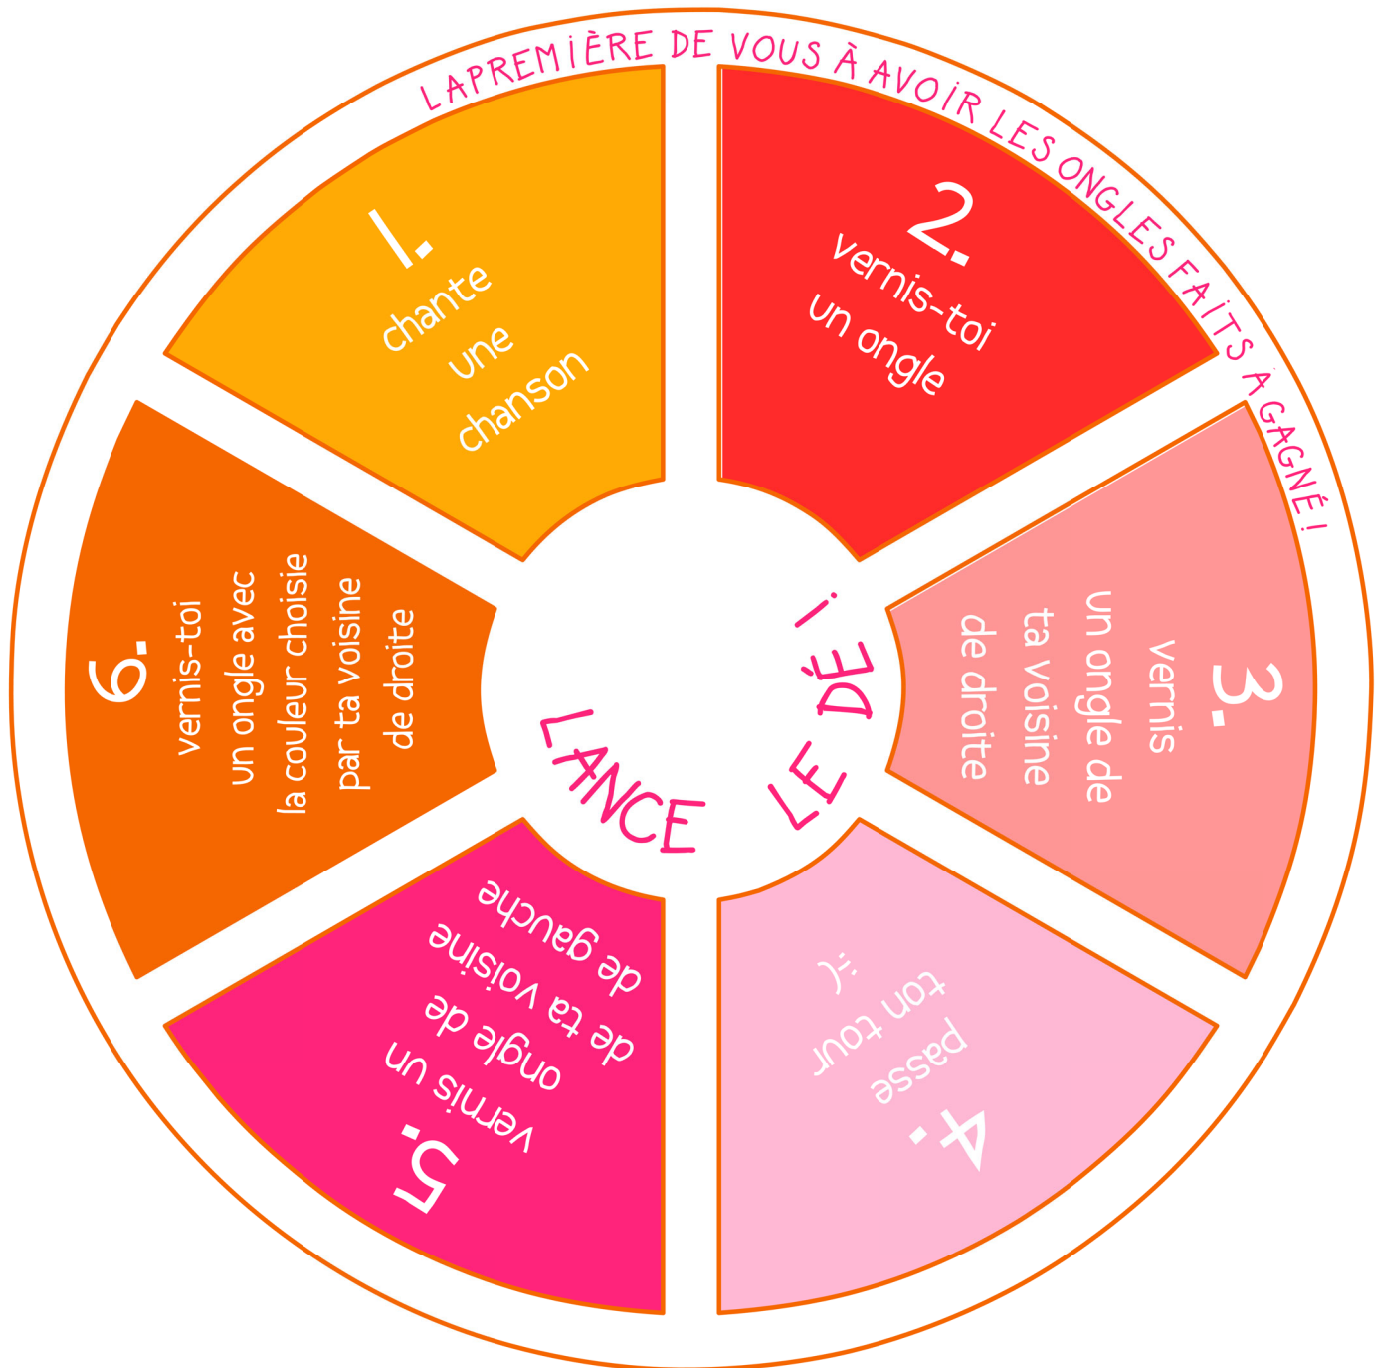 LAPREMIÈRE DE VOUS À AVOIR LES ONGLES FAITS A GAGNÉ !
1.
chante
une
chanson
2.
vernis-toi
un ongle
3.
vernis
un ongle de
ta voisine
de droite
4.
passe
ton tour
:-(
5.
vernis un
ongle de
de ta voisine
de gauche
6.
vernis-toi
un ongle avec
la couleur choisie
par ta voisine
de droite
LANCE LE DÈ !